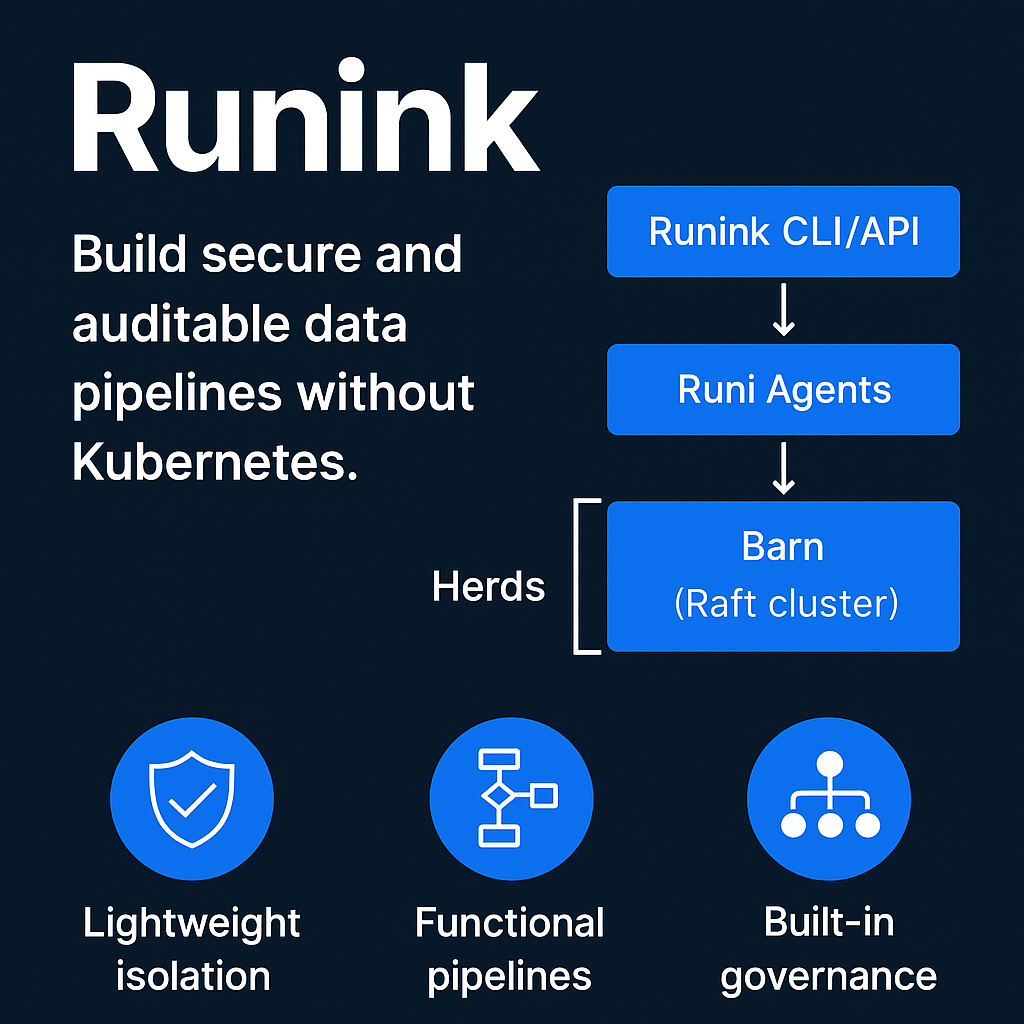 Runink
Build secure and
auditable data
pipelines without
Kubernetes.
Runink CLI/API
Runi Agents
Herds
Barn
(Raft cluster)
Lightweight
isolation
Functional
pipelines
Built-in
governance